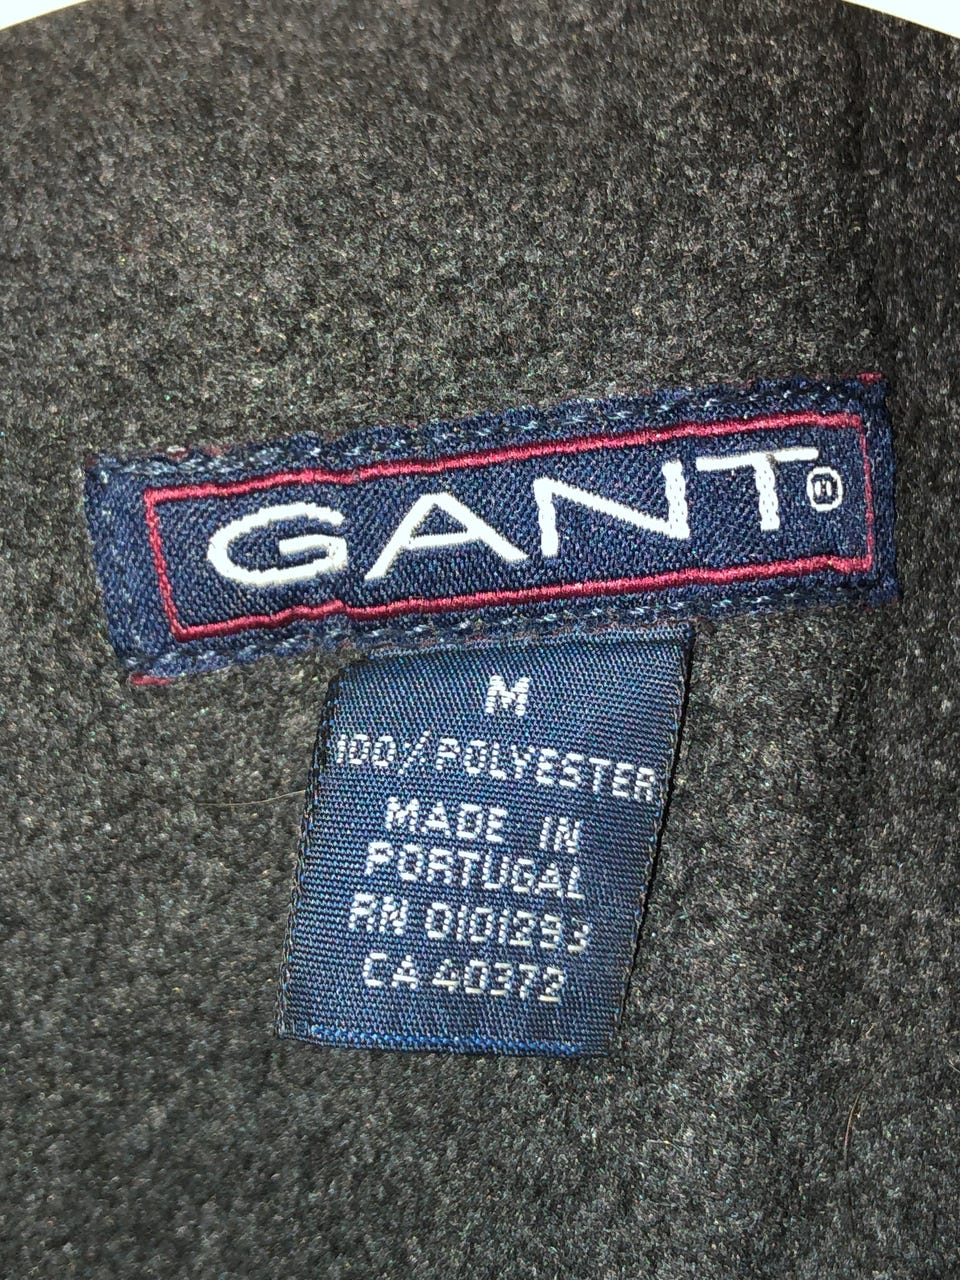 GANT®
M
100% POLYESTER
MADE IN
PORTUGAL
RN 0101293
CA 40372